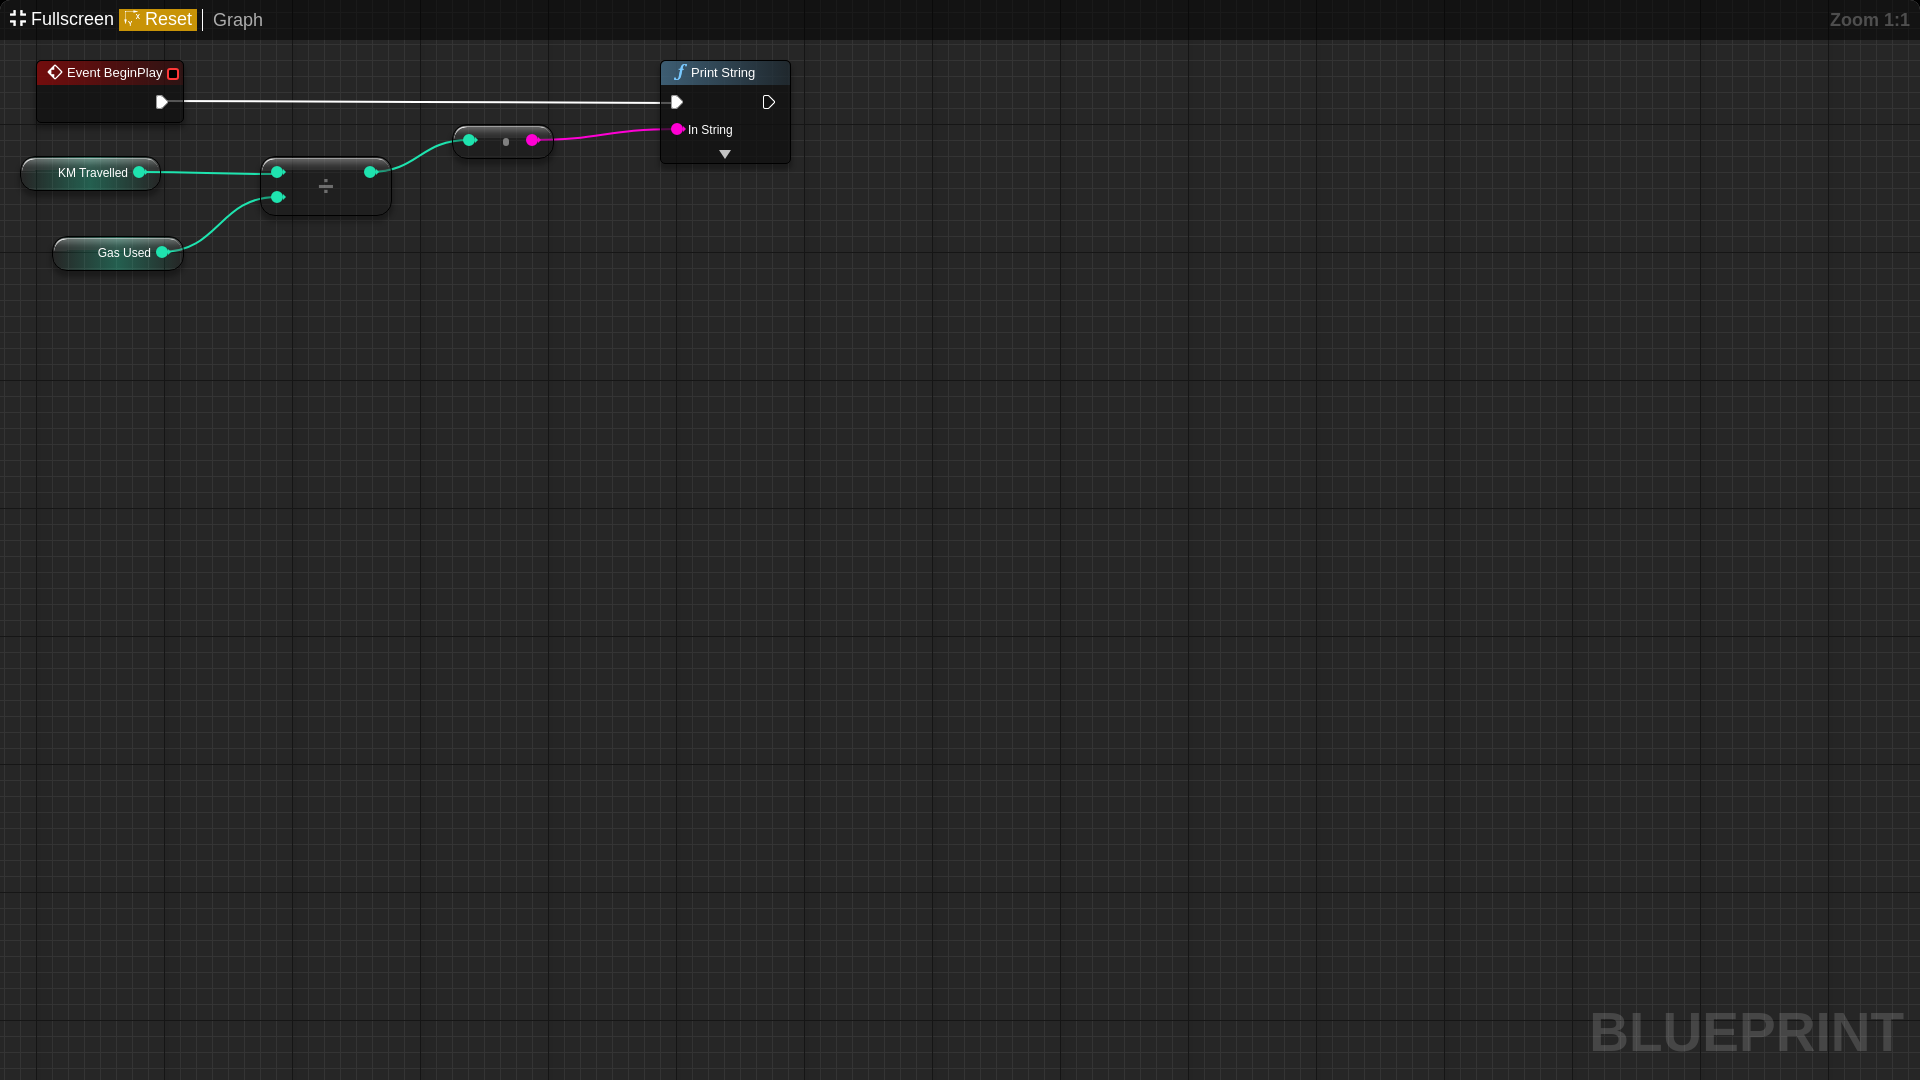 Fullscreen Reset Graph Zoom 1:1
Event BeginPlay
Print String
In String
KM Travelled
÷
Gas Used
BLUEPRINT